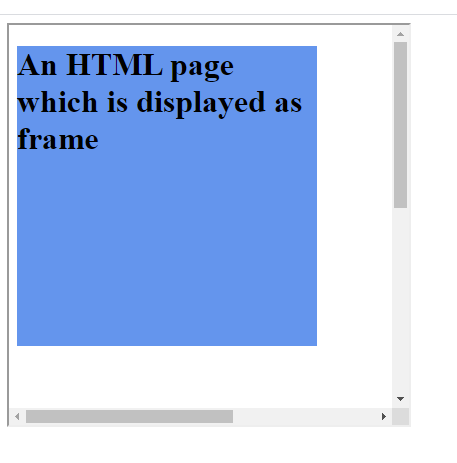 An HTML page
which is displayed as
frame